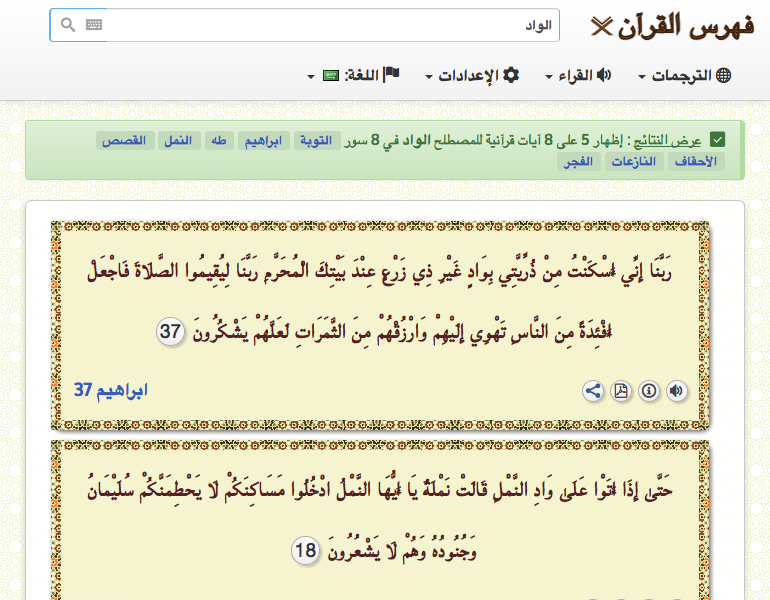 فهرس القرآن
الواد
الترجمات القراء الإعدادات اللغة:
عرض النتائج : إظهار 5 على 8 آيات قرآنية للمصطلح الواد في 8 سور التوبة ابراهيم طه النمل القصص
الأحقاف النازعات الفجر
رَبَّنَا إِنِّي أَسْكَنْتُ مِنْ ذُرِّيَّتِي بِوَادٍ غَيْرِ ذِي زَرْعٍ عِنْدَ بَيْتِكَ الْمُحَرَّمِ رَبَّنَا لِيُقِيمُوا الصَّلَاةَ فَاجْعَلْ
أَفْئِدَةً مِنَ النَّاسِ تَهْوِي إِلَيْهِمْ وَارْزُقْهُمْ مِنَ الثَّمَرَاتِ لَعَلَّهُمْ يَشْكُرُونَ 37
ابراهيم 37
حَتَّىٰ إِذَا أَتَوْا عَلَىٰ وَادِ النَّمْلِ قَالَتْ نَمْلَةٌ يَا أَيُّهَا النَّمْلُ ادْخُلُوا مَسَاكِنَكُمْ لَا يَحْطِمَنَّكُمْ سُلَيْمَانُ
وَجُنُودُهُ وَهُمْ لَا يَشْعُرُونَ 18